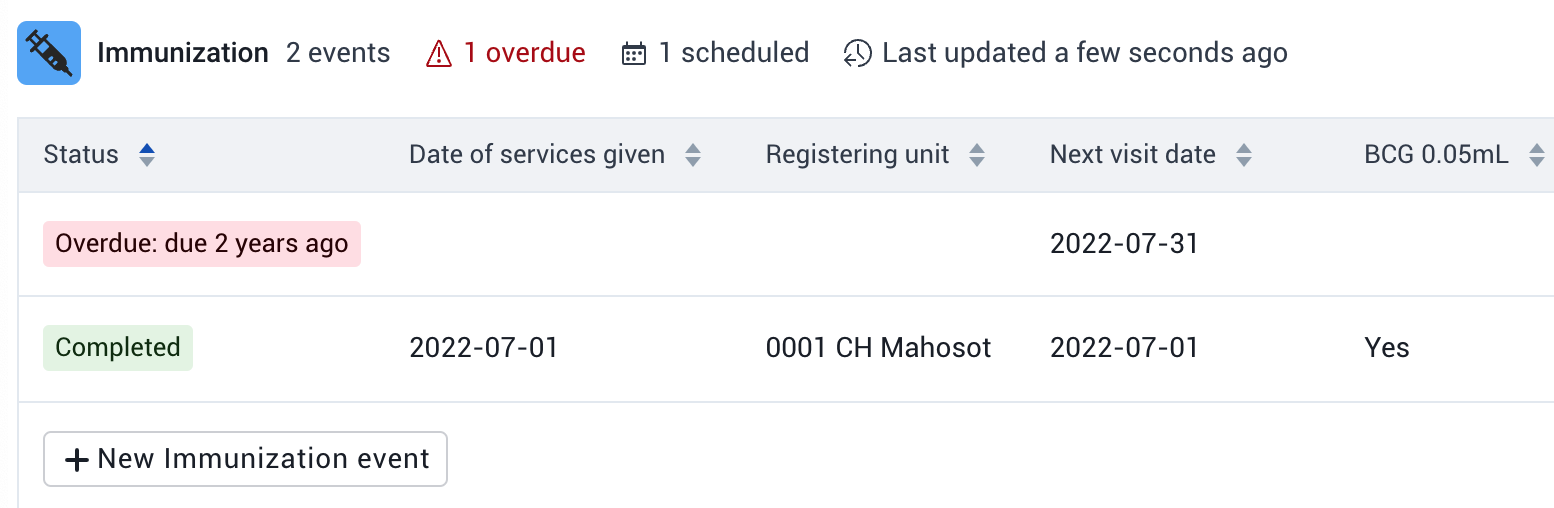 Immunization 2 events 1 overdue 1 scheduled Last updated a few seconds ago
Status Date of services given Registering unit Next visit date BCG 0.05mL
Overdue: due 2 years ago 2022-07-31
Completed 2022-07-01 0001 CH Mahosot 2022-07-01 Yes
+ New Immunization event